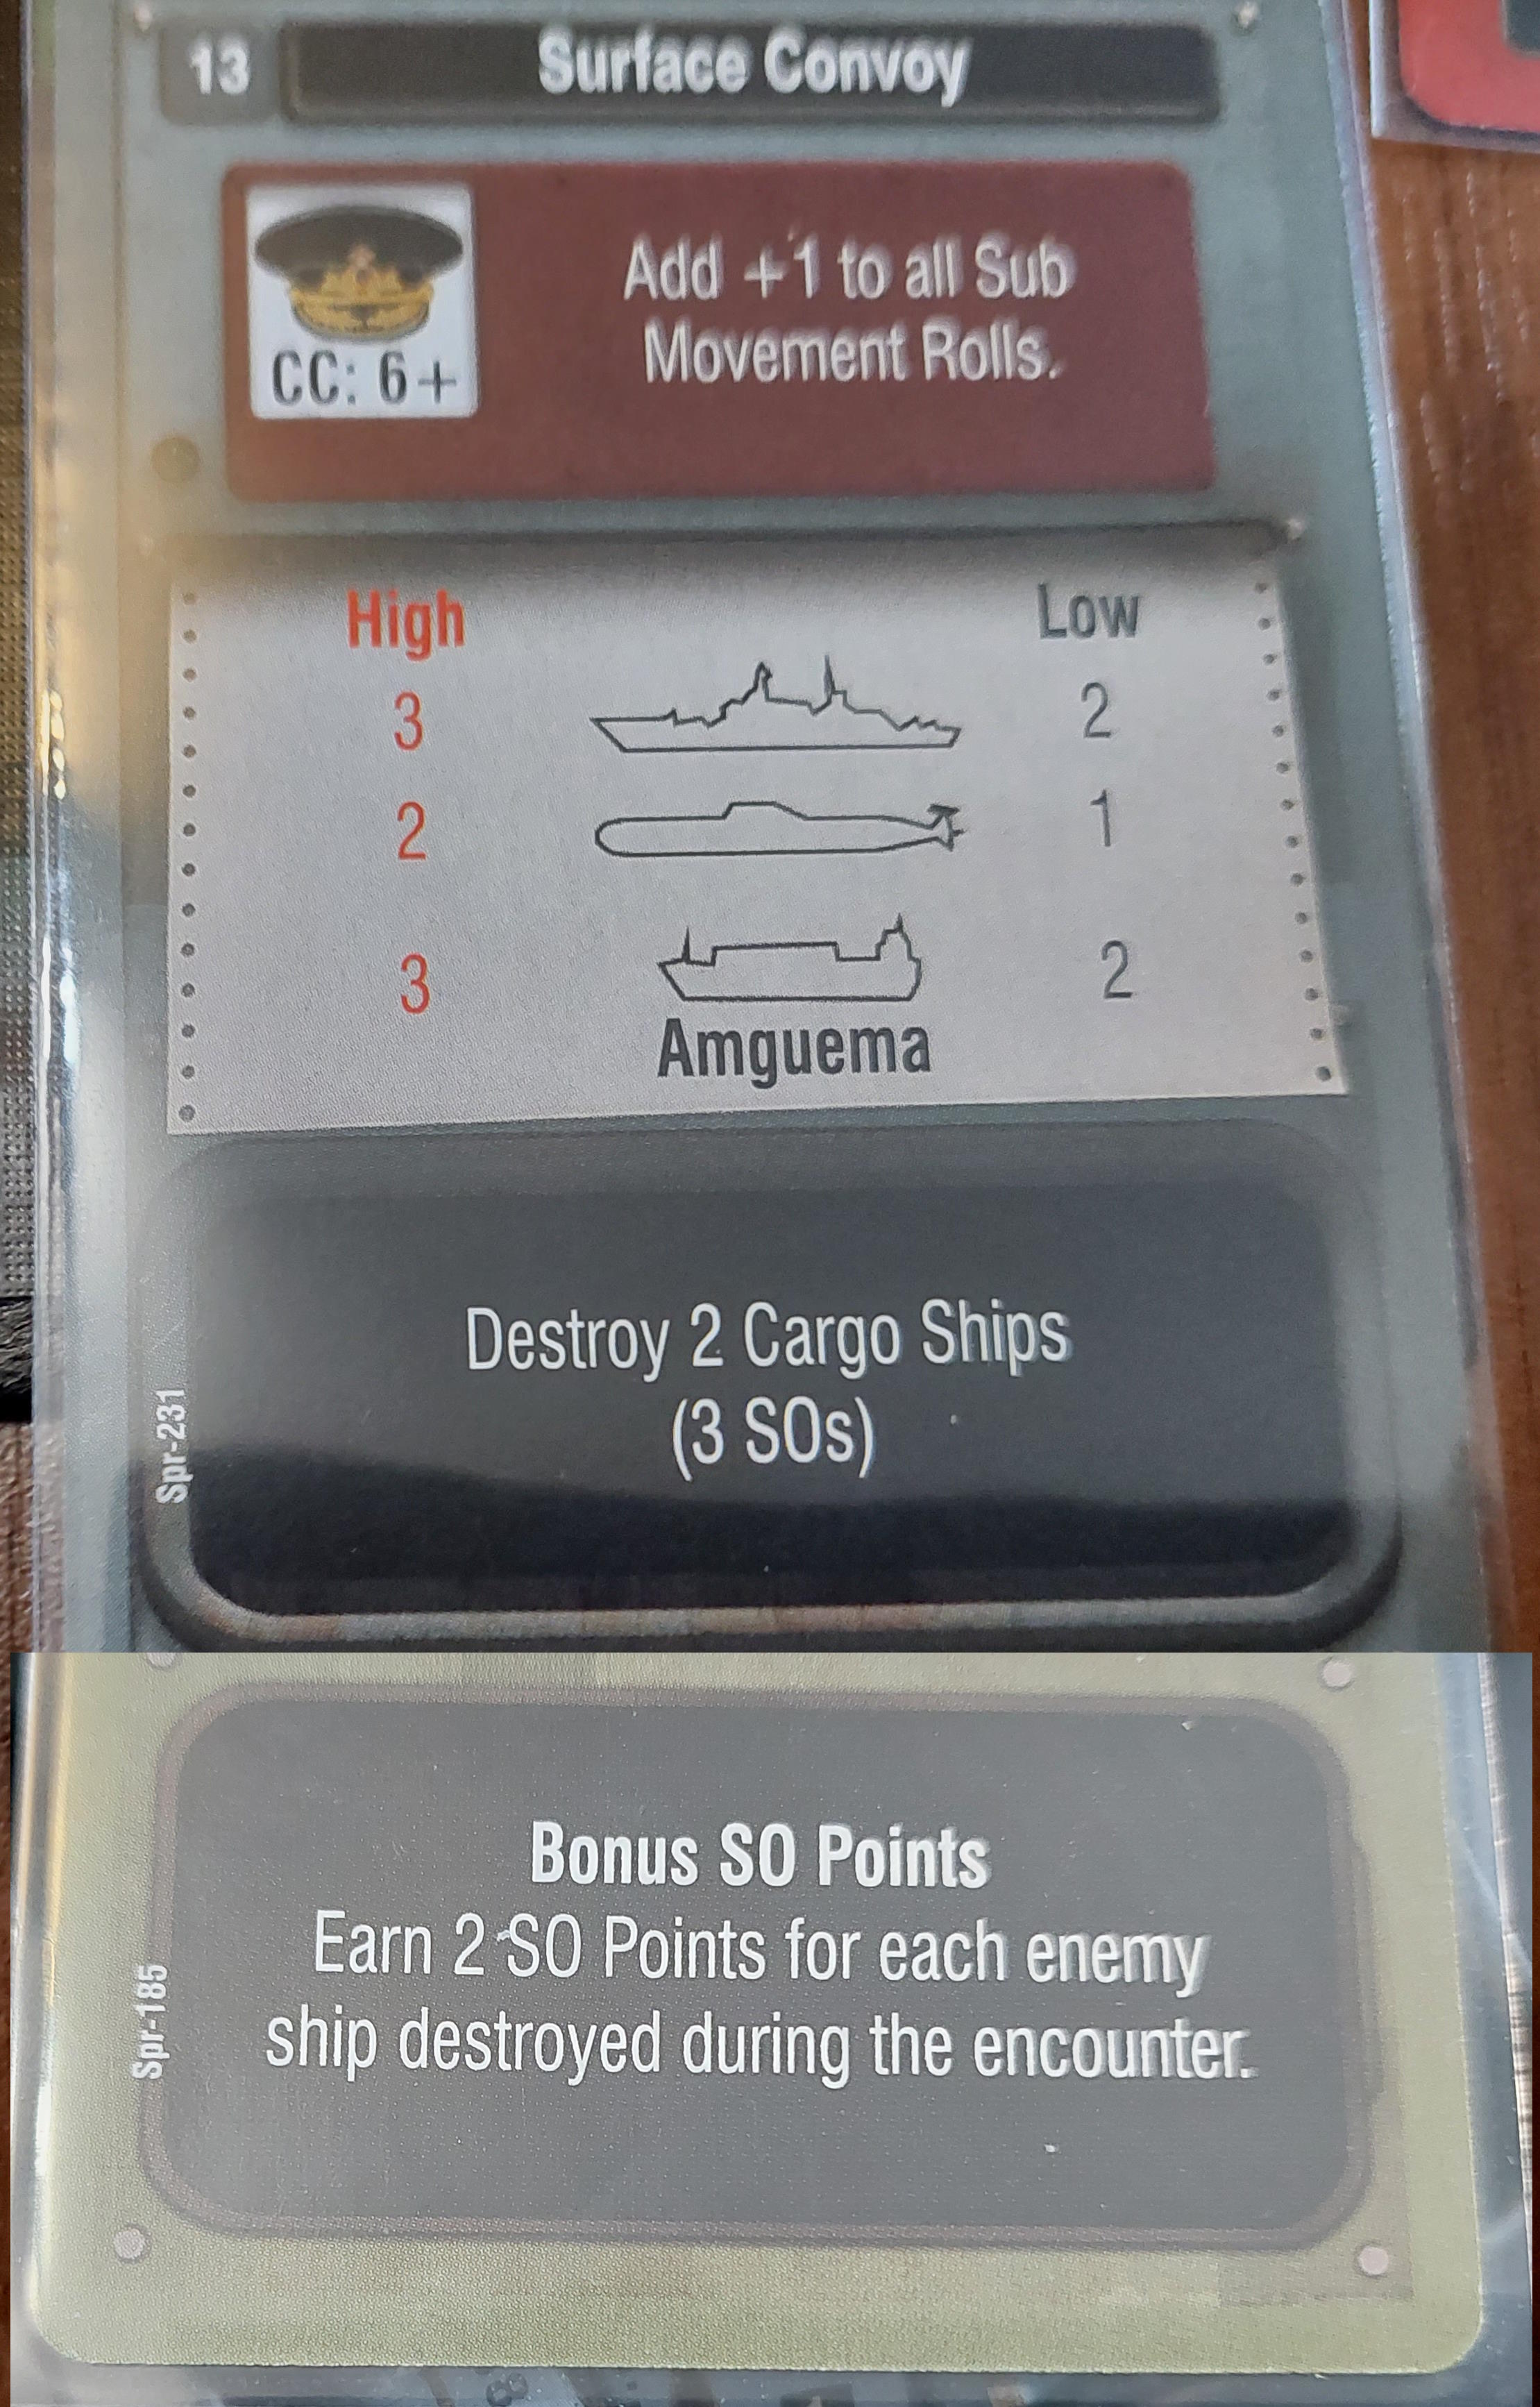 13 Surface Convoy
CC: 6+
Add +1 to all Sub
Movement Rolls.
High Low
3 2
2 1
3 2
Amguema
Destroy 2 Cargo Ships
(3 SOs)
Spr-231
Bonus SO Points
Earn 2 SO Points for each enemy
ship destroyed during the encounter.
Spr-185